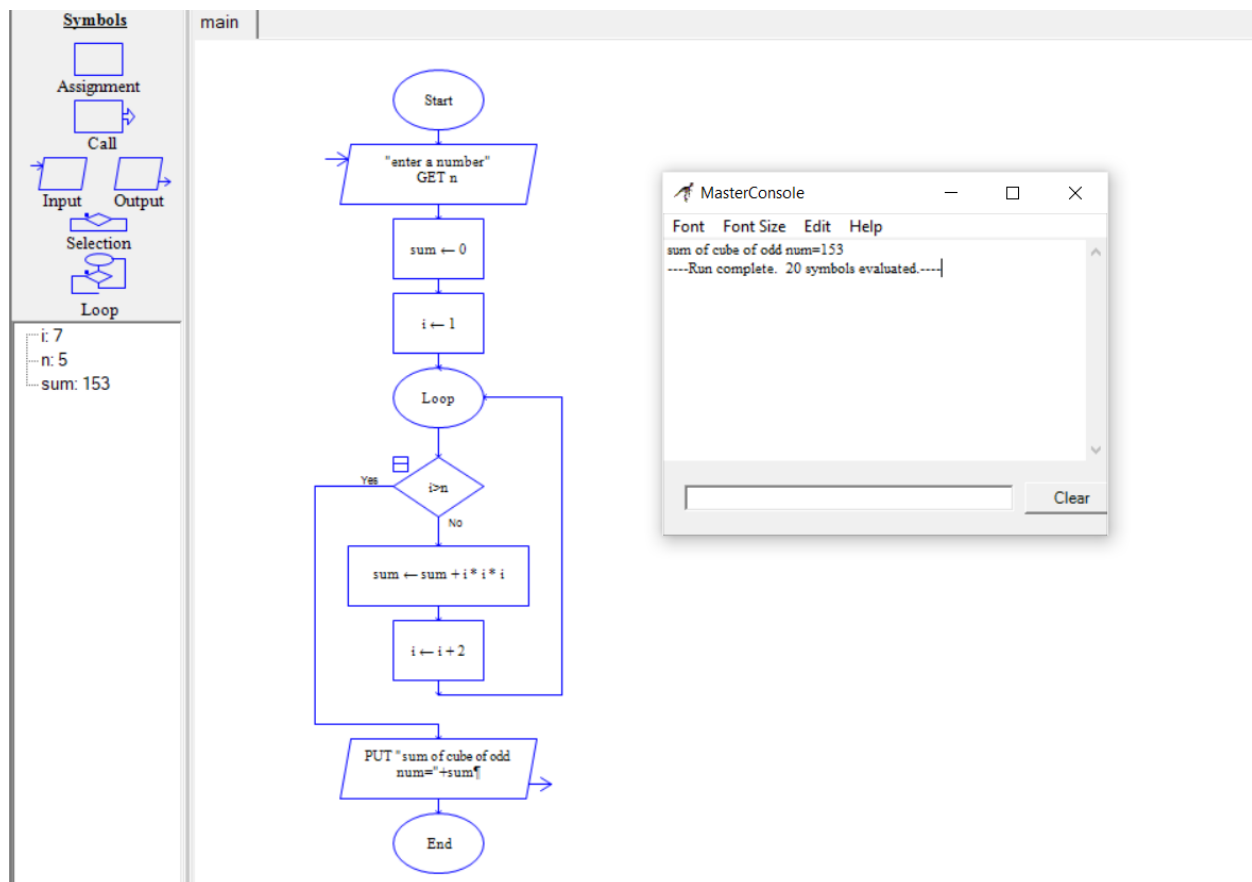 Symbols
Assignment
Call
Input Output
Selection
Loop
i: 7
n: 5
sum: 153
main
Start
"enter a number"
GET n
sum ← 0
i ← 1
Loop
i>n
Yes
No
sum ← sum + i * i * i
i ← i + 2
PUT "sum of cube of odd
num="+sum¶
End
MasterConsole
Font Font Size Edit Help
sum of cube of odd num=153
----Run complete. 20 symbols evaluated.----
Clear